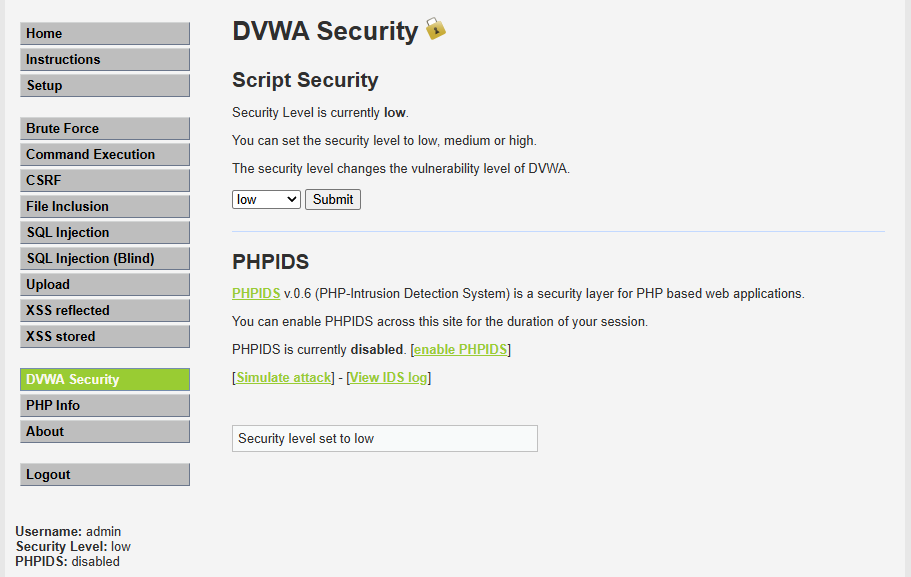 Home
Instructions
Setup
Brute Force
Command Execution
CSRF
File Inclusion
SQL Injection
SQL Injection (Blind)
Upload
XSS reflected
XSS stored
DVWA Security
PHP Info
About
Logout
Username: admin
Security Level: low
PHPIDS: disabled
DVWA Security
Script Security
Security Level is currently low.
You can set the security level to low, medium or high.
The security level changes the vulnerability level of DVWA.
low Submit
PHPIDS
PHPIDS v.0.6 (PHP-Intrusion Detection System) is a security layer for PHP based web applications.
You can enable PHPIDS across this site for the duration of your session.
PHPIDS is currently disabled. [enable PHPIDS]
[Simulate attack] - [View IDS log]
Security level set to low